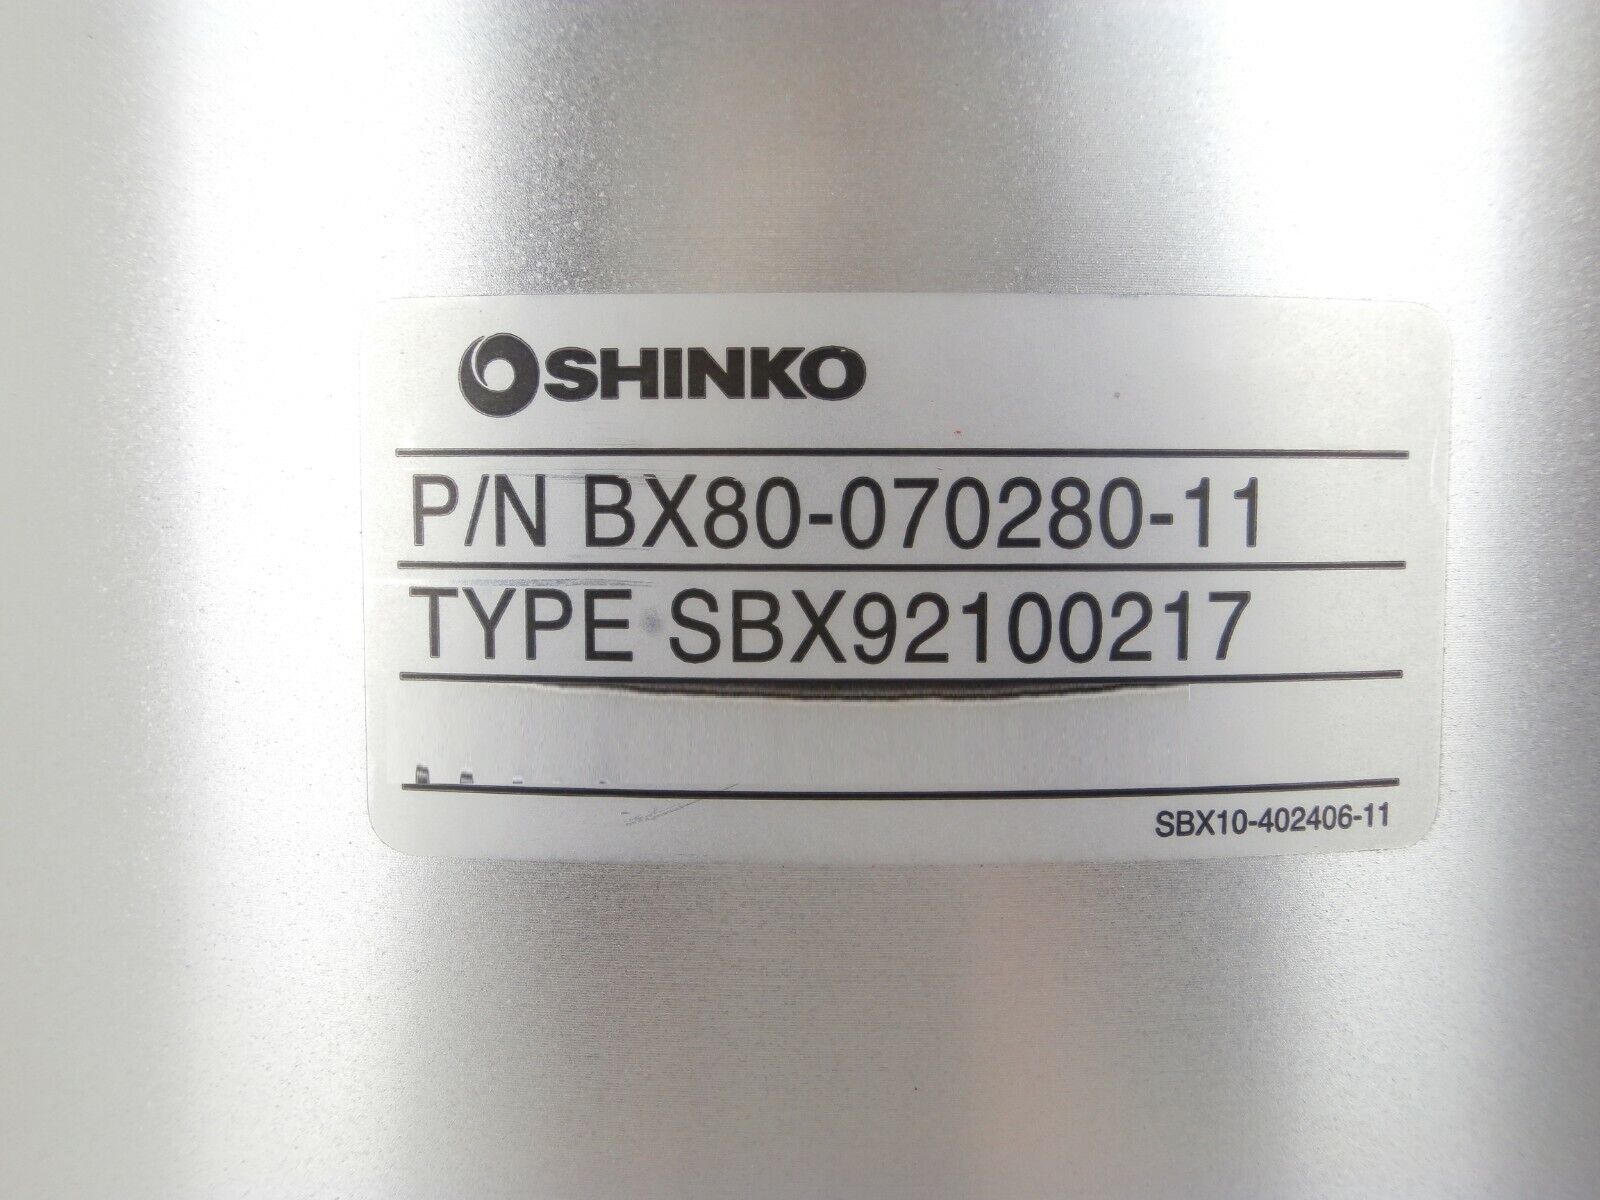 SHINKO
P/N BX80-070280-11
TYPE SBX92100217
SBX10-402406-11